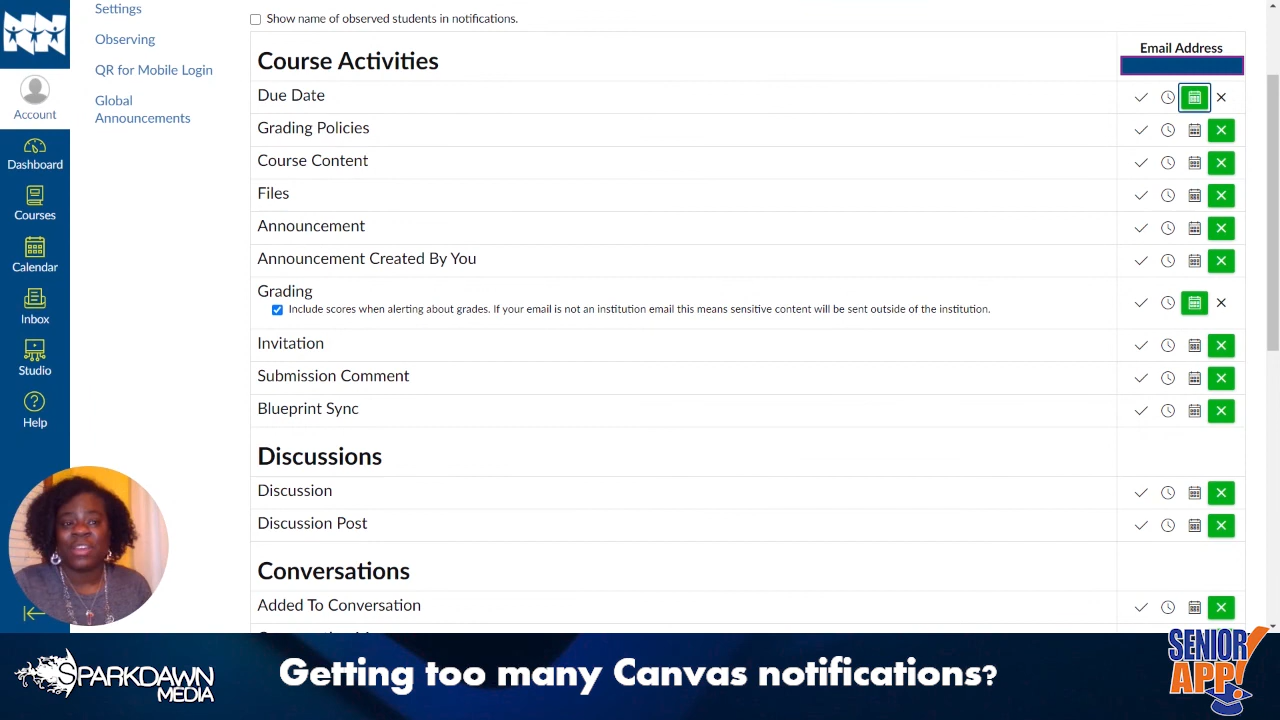 Settings
Show name of observed students in notifications.
Observing
QR for Mobile Login
Global
Announcements
Account
Dashboard
Courses
Calendar
Inbox
Studio
Help
Course Activities
Email Address
Due Date
Grading Policies
Course Content
Files
Announcement
Announcement Created By You
Grading
Include scores when alerting about grades. If your email is not an institution email this means sensitive content will be sent outside of the institution.
Invitation
Submission Comment
Blueprint Sync
Discussions
Discussion
Discussion Post
Conversations
Added To Conversation
SPARKDAWN
MEDIA
Getting too many Canvas notifications?
SENIOR
APP!